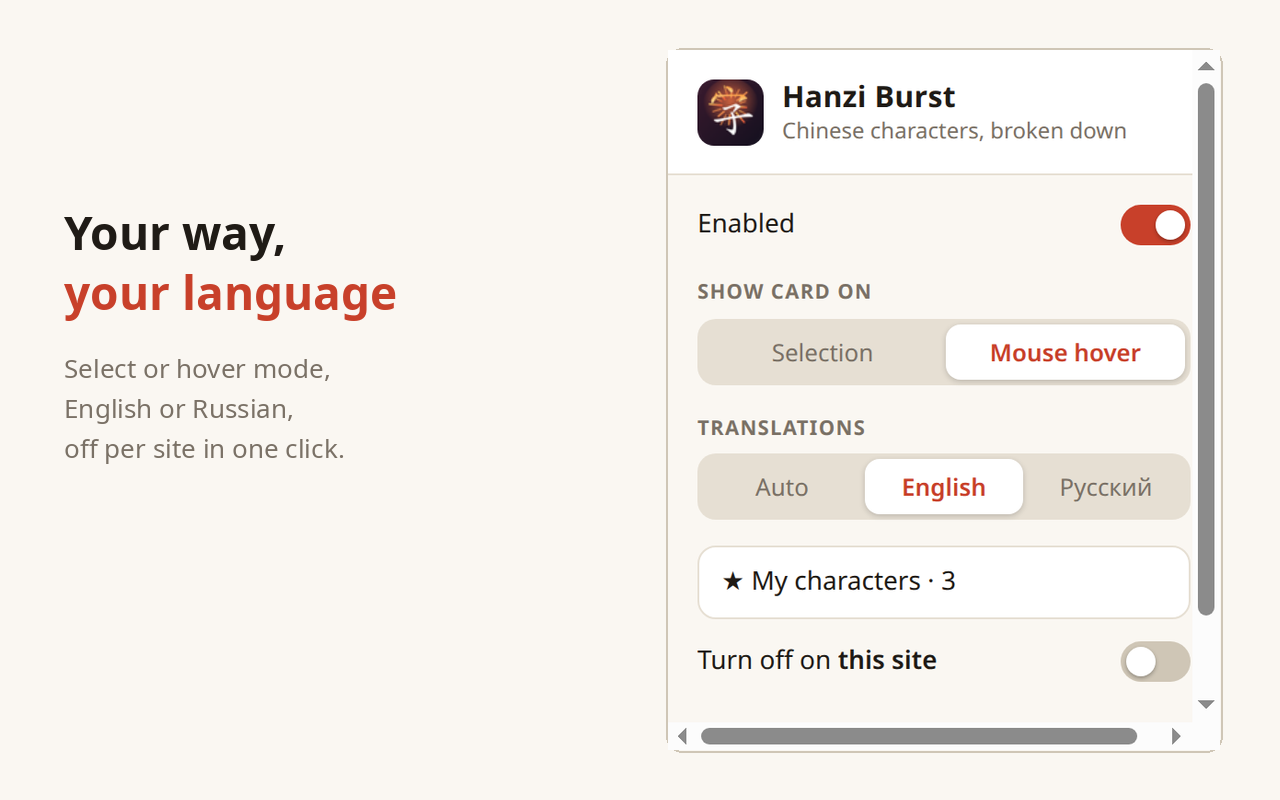 Your way,
your language
Select or hover mode,
English or Russian,
off per site in one click.
字
Hanzi Burst
Chinese characters, broken down
Enabled
SHOW CARD ON
Selection
Mouse hover
TRANSLATIONS
Auto
English
Русский
★ My characters · 3
Turn off on this site